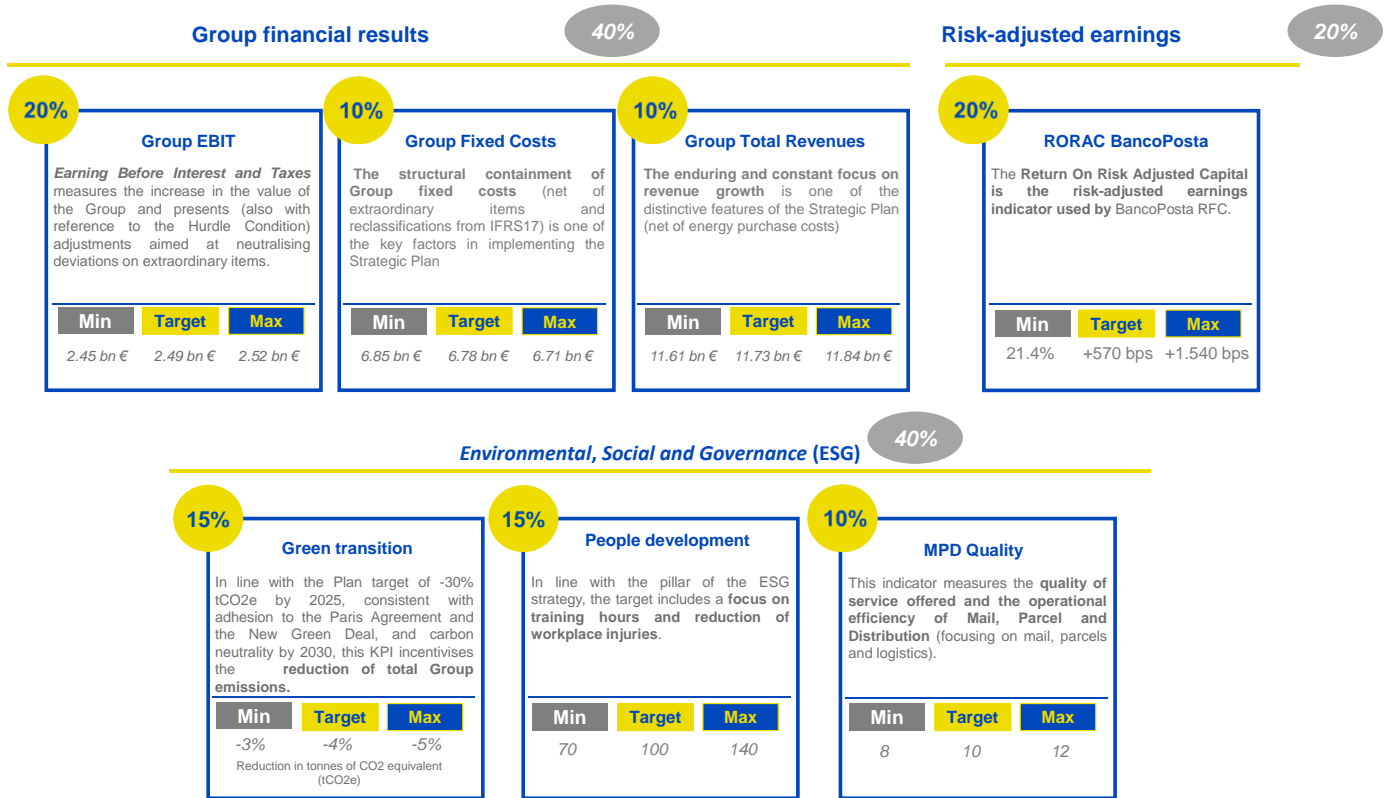 Group financial results
40%
Risk-adjusted earnings
20%
20%
Group EBIT
Earning Before Interest and Taxes
measures the increase in the value of
the Group and presents (also with
reference to the Hurdle Condition)
adjustments aimed at neutralising
deviations on extraordinary items.
Min Target Max
2.45 bn € 2.49 bn € 2.52 bn €
10%
Group Fixed Costs
The structural containment of
Group fixed costs (net of
extraordinary items and
reclassifications from IFRS17) is one of
the key factors in implementing the
Strategic Plan
Min Target Max
6.85 bn € 6.78 bn € 6.71 bn €
10%
Group Total Revenues
The enduring and constant focus on
revenue growth is one of the
distinctive features of the Strategic Plan
(net of energy purchase costs)
Min Target Max
11.61 bn € 11.73 bn € 11.84 bn €
20%
RORAC BancoPosta
The Return On Risk Adjusted Capital
is the risk-adjusted earnings
indicator used by BancoPosta RFC.
Min Target Max
21.4% +570 bps +1.540 bps
Environmental, Social and Governance (ESG)
40%
15%
Green transition
In line with the Plan target of -30%
tCO2e by 2025, consistent with
adhesion to the Paris Agreement and
the New Green Deal, and carbon
neutrality by 2030, this KPI incentivises
the reduction of total Group
emissions.
Min Target Max
-3% -4% -5%
Reduction in tonnes of CO2 equivalent
(tCO2e)
15%
People development
In line with the pillar of the ESG
strategy, the target includes a focus on
training hours and reduction of
workplace injuries.
Min Target Max
70 100 140
10%
MPD Quality
This indicator measures the quality of
service offered and the operational
efficiency of Mail, Parcel and
Distribution (focusing on mail, parcels
and logistics).
Min Target Max
8 10 12